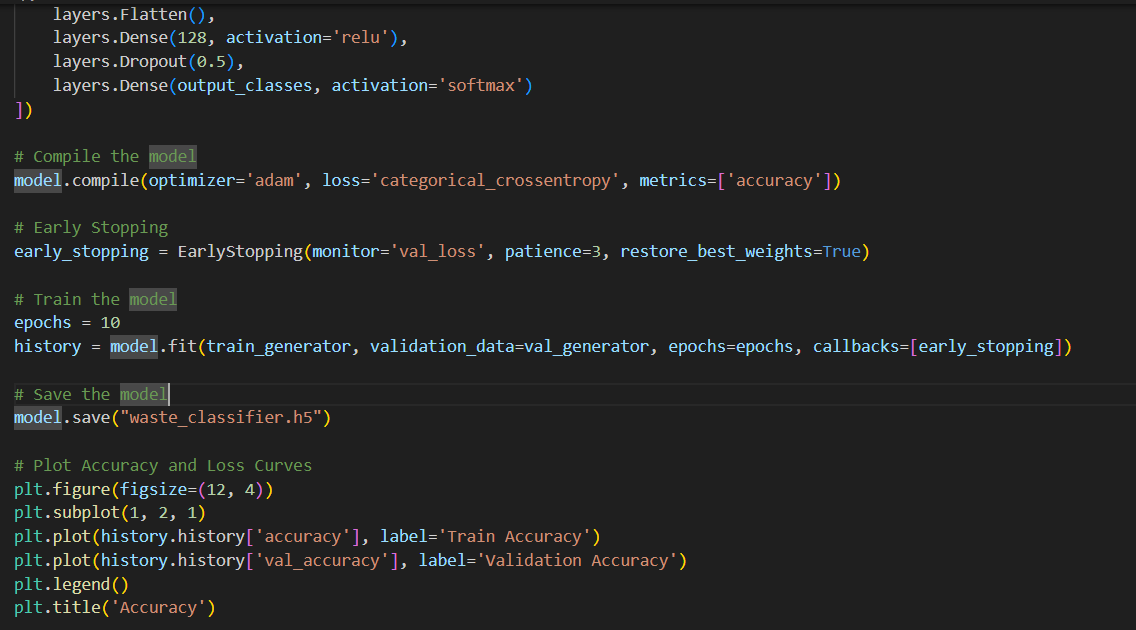 layers.Flatten(),
layers.Dense(128, activation='relu'),
layers.Dropout(0.5),
layers.Dense(output_classes, activation='softmax')
])
# Compile the model
model.compile(optimizer='adam', loss='categorical_crossentropy', metrics=['accuracy'])
# Early Stopping
early_stopping = EarlyStopping(monitor='val_loss', patience=3, restore_best_weights=True)
# Train the model
epochs = 10
history = model.fit(train_generator, validation_data=val_generator, epochs=epochs, callbacks=[early_stopping])
# Save the model
model.save("waste_classifier.h5")
# Plot Accuracy and Loss Curves
plt.figure(figsize=(12, 4))
plt.subplot(1, 2, 1)
plt.plot(history.history['accuracy'], label='Train Accuracy')
plt.plot(history.history['val_accuracy'], label='Validation Accuracy')
plt.legend()
plt.title('Accuracy')